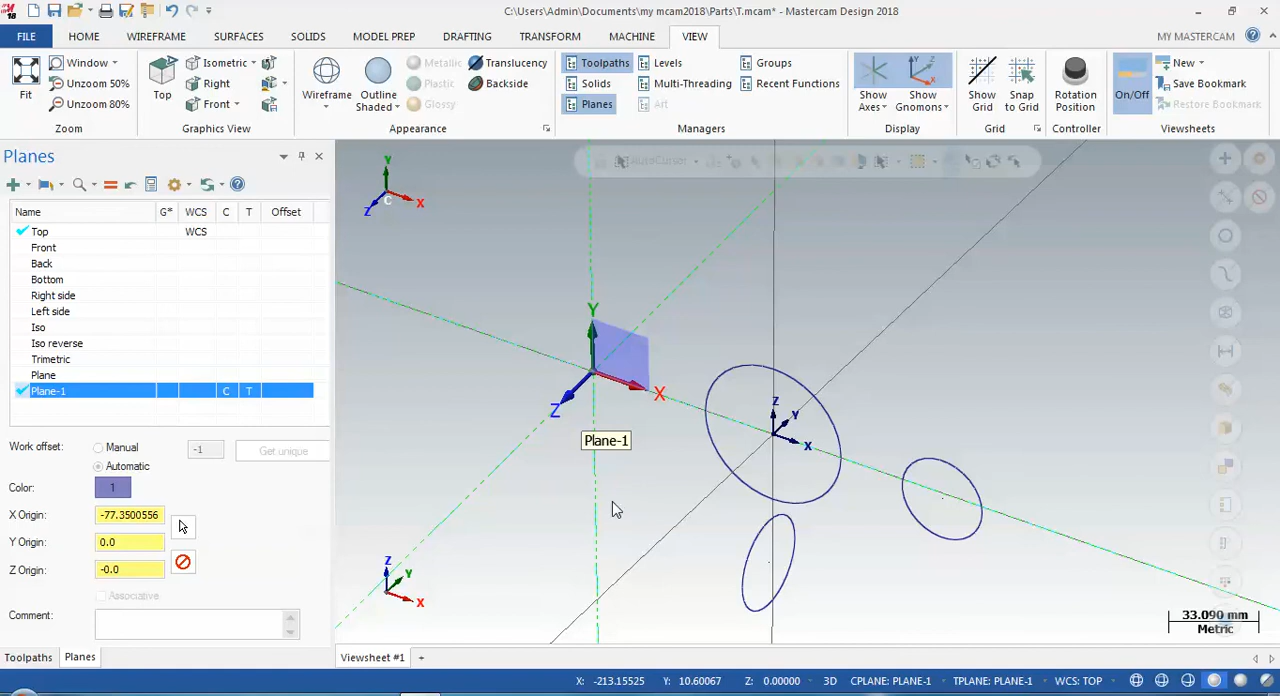 C:\Users\Admin\Documents\my mcam2018\Parts\T.mcam* - Mastercam Design 2018
FILE HOME WIREFRAME SURFACES SOLIDS MODEL PREP DRAFTING TRANSFORM MACHINE VIEW MY MASTERCAM
Window Isometric Metallic Translucency Toolpaths Levels Groups New
Unzoom 50% Right Plastic Backside Solids Multi-Threading Recent Functions Save Bookmark
Unzoom 80% Front Glossy Planes Art Restore Bookmark
Fit Top Wireframe Outline Shaded Show Axes Show Gnomons Show Grid Snap to Grid Rotation Position On/Off
Zoom Graphics View Appearance Managers Display Grid Controller Viewsheets
Planes
AutoCursor
Name G* WCS C T Offset
Top WCS
Front
Back
Bottom
Right side
Left side
Iso
Iso reverse
Trimetric
Plane
Plane-1 C T
Work offset: Manual -1 Get unique
Automatic
Color: 1
X Origin: -77.3500556
Y Origin: 0.0
Z Origin: -0.0
Associative
Comment:
Toolpaths Planes
Y
X
Z
C
Y
X
Z
Plane-1
Z
Y
X
Z
Y
X
33.090 mm
Metric
Viewsheet #1 +
X: -213.15525 Y: 10.60067 Z: 0.00000 3D CPLANE: PLANE-1 TPLANE: PLANE-1 WCS: TOP